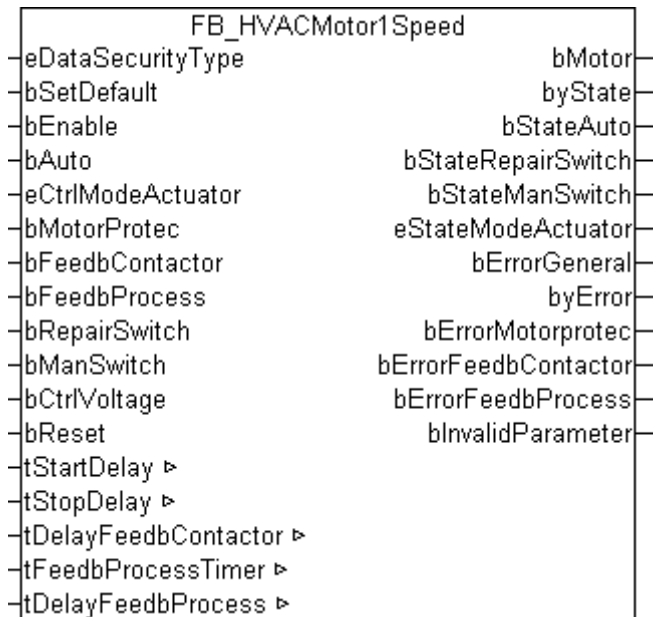 FB_HVACMotor1Speed
eDataSecurityType bMotor
bSetDefault byState
bEnable bStateAuto
bAuto bStateRepairSwitch
eCtrlModeActuator bStateManSwitch
bMotorProtec eStateModeActuator
bFeedbContactor bErrorGeneral
bFeedbProcess byError
bRepairSwitch bErrorMotorprotec
bManSwitch bErrorFeedbContactor
bCtrlVoltage bErrorFeedbProcess
bReset bInvalidParameter
tStartDelay
tStopDelay
tDelayFeedbContactor
tFeedbProcessTimer
tDelayFeedbProcess